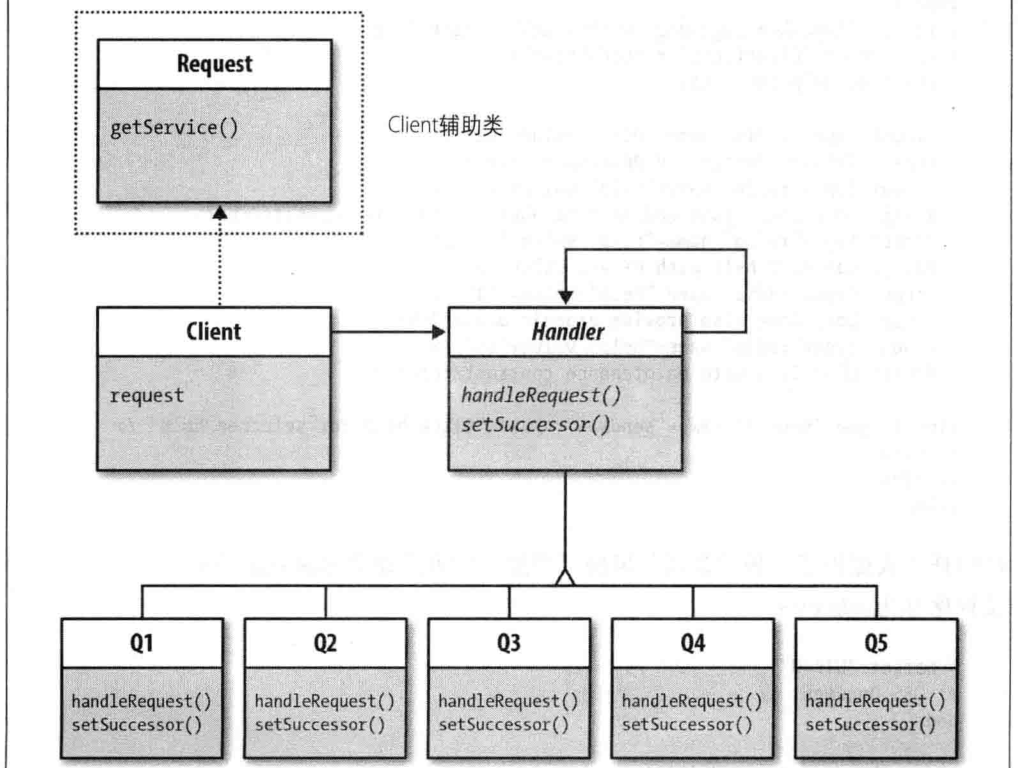 Request
getService()
Client辅助类
Client
request
Handler
handleRequest()
setSuccessor()
Q1
handleRequest()
setSuccessor()
Q2
handleRequest()
setSuccessor()
Q3
handleRequest()
setSuccessor()
Q4
handleRequest()
setSuccessor()
Q5
handleRequest()
setSuccessor()